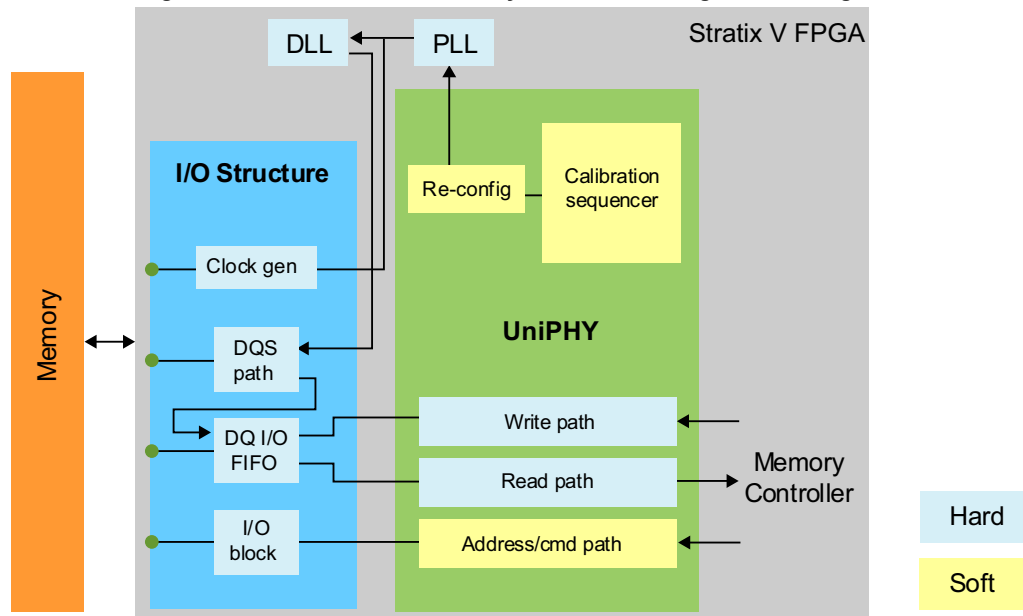 DLL
PLL
Stratix V FPGA
Memory
I/O Structure
Clock gen
DQS
path
DQ I/O
FIFO
I/O
block
Re-config
Calibration
sequencer
UniPHY
Write path
Read path
Address/cmd path
Memory
Controller
Hard
Soft